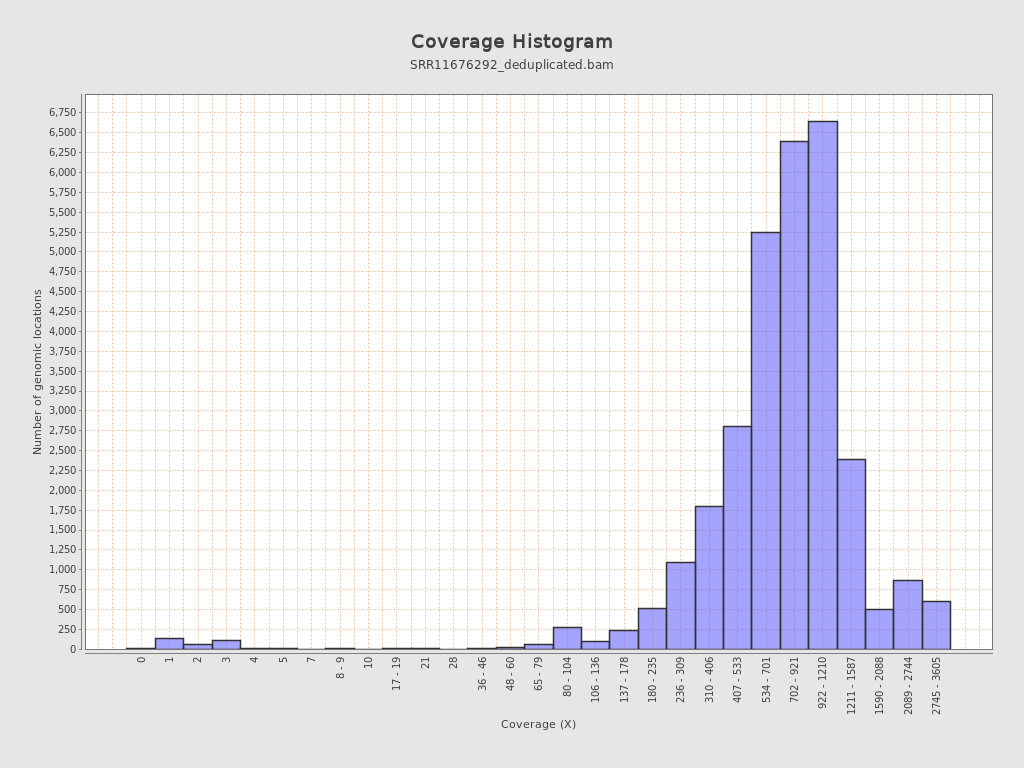 Coverage Histogram
SRR11676292_deduplicated.bam
Number of genomic locations
6,750
6,500
6,250
6,000
5,750
5,500
5,250
5,000
4,750
4,500
4,250
4,000
3,750
3,500
3,250
3,000
2,750
2,500
2,250
2,000
1,750
1,500
1,250
1,000
750
500
250
0
0
1
2
3
4
5
7
8 - 9
10
17 - 19
21
28
36 - 46
48 - 60
65 - 79
80 - 104
106 - 136
137 - 178
180 - 235
236 - 309
310 - 406
407 - 533
534 - 701
702 - 921
922 - 1210
1211 - 1587
1590 - 2088
2089 - 2744
2745 - 3605
Coverage (X)